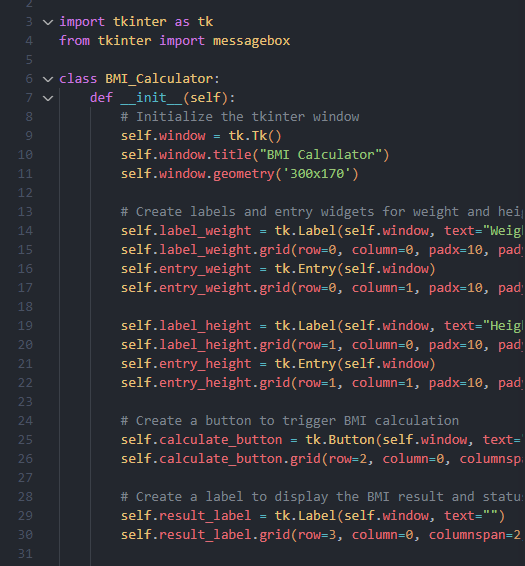 2
3 import tkinter as tk
4 from tkinter import messagebox
5
6 class BMI_Calculator:
7 def __init__(self):
8 # Initialize the tkinter window
9 self.window = tk.Tk()
10 self.window.title("BMI Calculator")
11 self.window.geometry('300x170')
12
13 # Create labels and entry widgets for weight and hei
14 self.label_weight = tk.Label(self.window, text="Weig
15 self.label_weight.grid(row=0, column=0, padx=10, pad
16 self.entry_weight = tk.Entry(self.window)
17 self.entry_weight.grid(row=0, column=1, padx=10, pad
18
19 self.label_height = tk.Label(self.window, text="Heig
20 self.label_height.grid(row=1, column=0, padx=10, pad
21 self.entry_height = tk.Entry(self.window)
22 self.entry_height.grid(row=1, column=1, padx=10, pad
23
24 # Create a button to trigger BMI calculation
25 self.calculate_button = tk.Button(self.window, text=
26 self.calculate_button.grid(row=2, column=0, columnsp
27
28 # Create a label to display the BMI result and statu
29 self.result_label = tk.Label(self.window, text="")
30 self.result_label.grid(row=3, column=0, columnspan=2
31